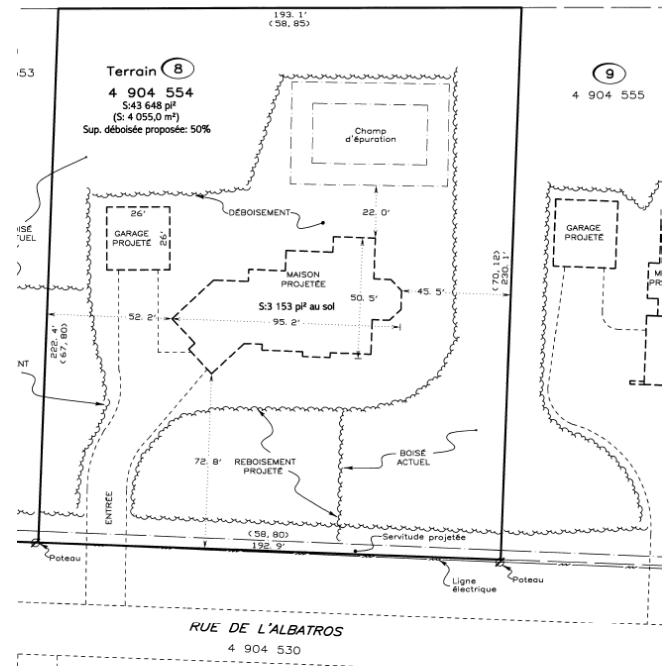 193.1'
(58,85)
553
Terrain 8
4 904 554
S:43 648 pi²
(S: 4 055,0 m²)
Sup. déboisée proposée: 50%
9
4 904 555
Champ
d'épuration
DÉBOISEMENT
22.0'
26'
26'
GARAGE
PROJETÉ
GARAGE
PROJETÉ
MAISON
PROJETÉE
S:3 153 pi² au sol
50.5'
45.5'
52.2'
95.2'
(70,12)
230.1'
222.4'
(67,80)
72.8'
REBOISEMENT
PROJETÉ
BOISÉ
ACTUEL
ENTRÉE
(58,80)
192.9'
Servitude projetée
Poteau
Ligne
électrique
Poteau
RUE DE L'ALBATROS
4 904 530